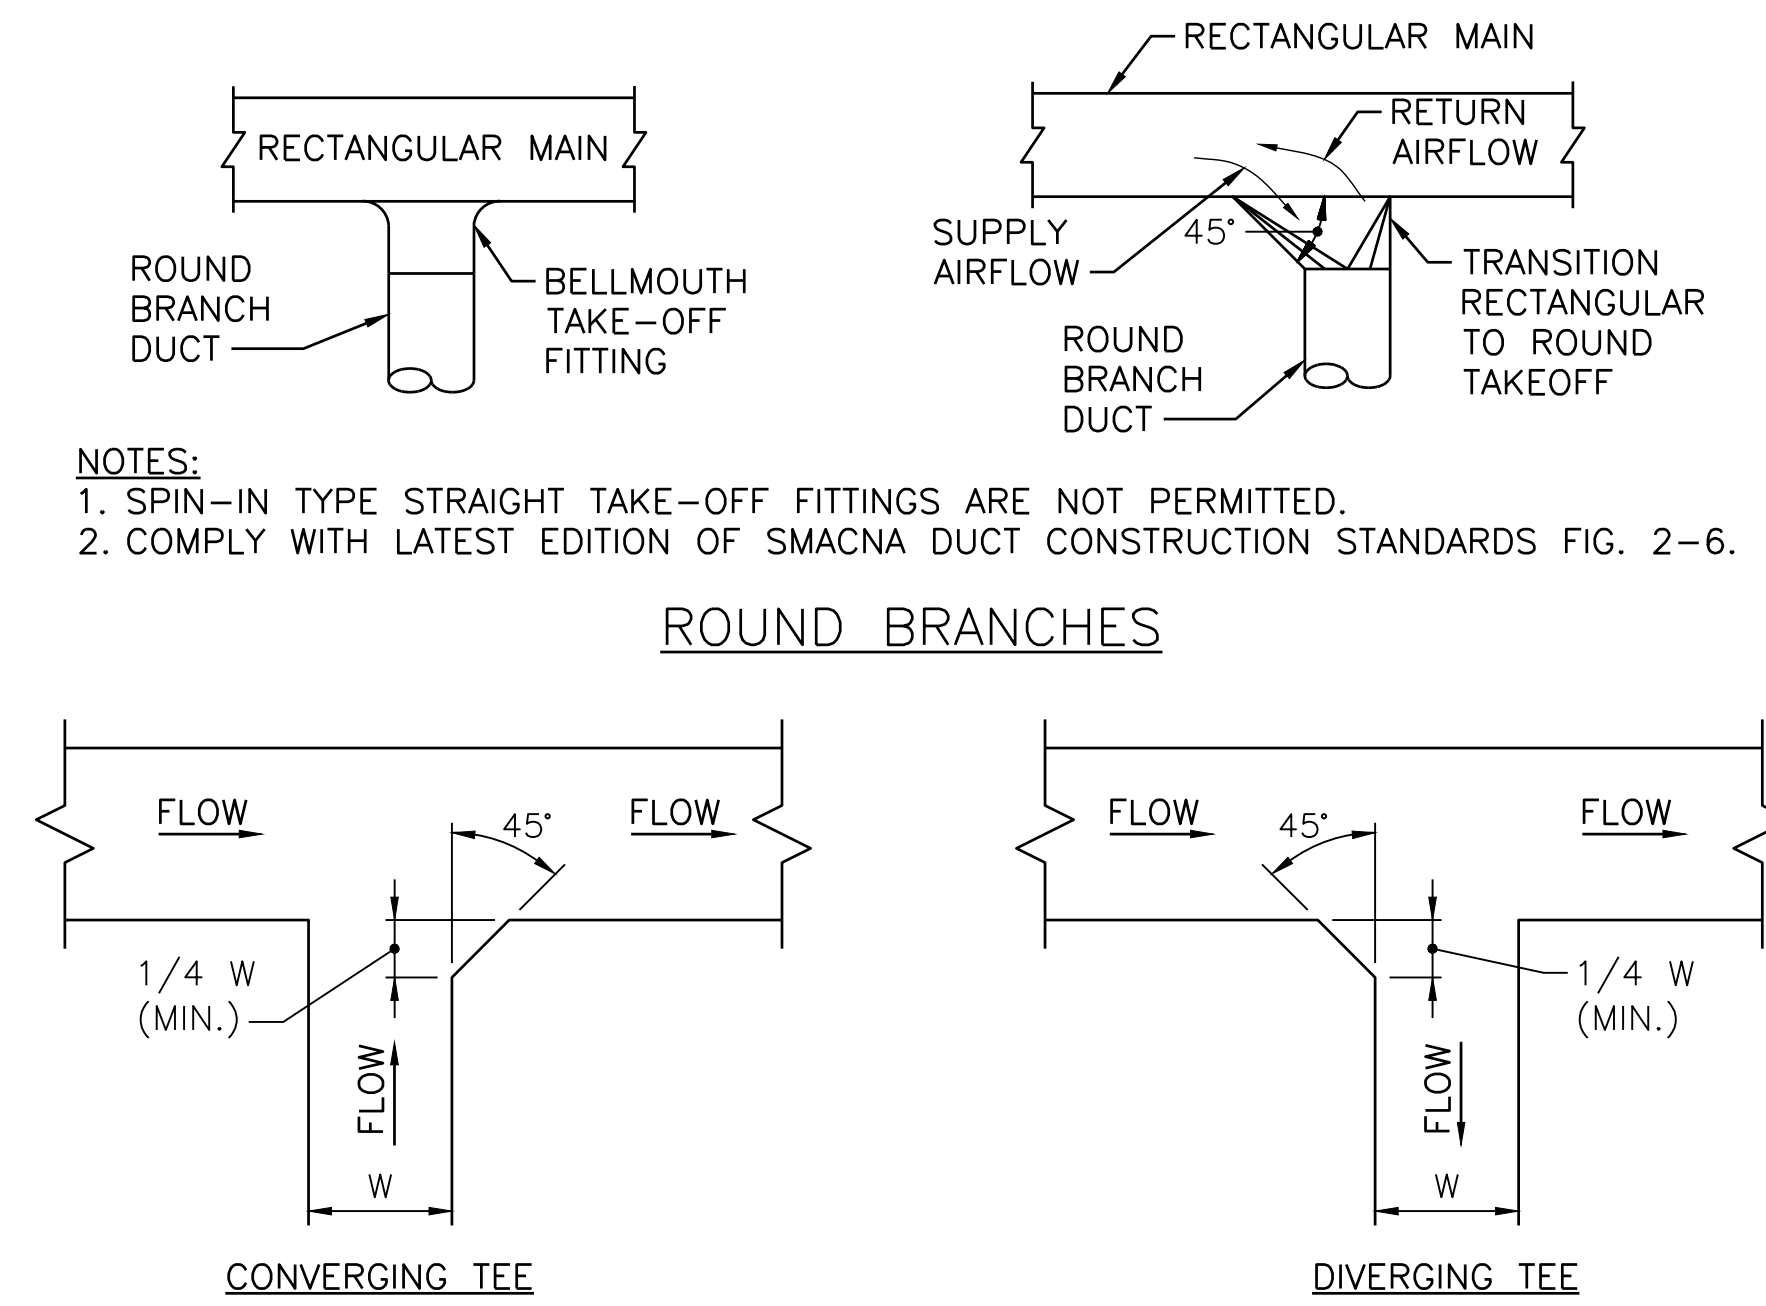 RECTANGULAR MAIN
ROUND
BRANCH
DUCT
BELLMOUTH
TAKE-OFF
FITTING
RECTANGULAR MAIN
RETURN
AIRFLOW
SUPPLY
AIRFLOW
45°
TRANSITION
RECTANGULAR
TO ROUND
TAKEOFF
ROUND
BRANCH
DUCT
NOTES:
1. SPIN-IN TYPE STRAIGHT TAKE-OFF FITTINGS ARE NOT PERMITTED.
2. COMPLY WITH LATEST EDITION OF SMACNA DUCT CONSTRUCTION STANDARDS FIG. 2-6.
ROUND BRANCHES
FLOW
45°
FLOW
1/4 W
(MIN.)
FLOW
W
CONVERGING TEE
FLOW
45°
FLOW
1/4 W
(MIN.)
FLOW
W
DIVERGING TEE